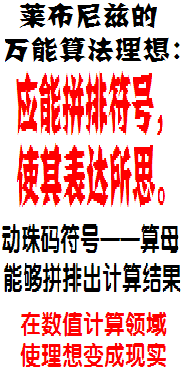 莱布尼兹的
万能算法理想：
应能拼排符号，
使其表达所思。
动珠码符号——算母
能够拼排出计算结果
在数值计算领域
使理想变成现实